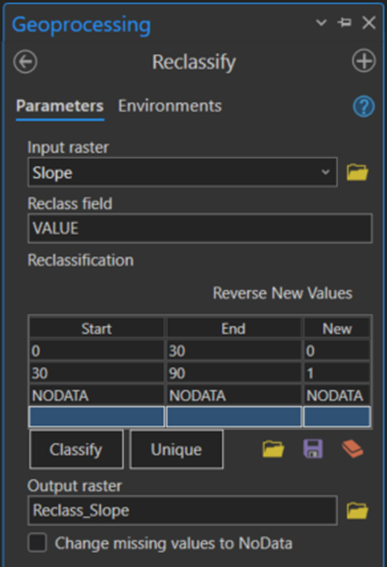 Geoprocessing
Reclassify
Parameters Environments
Input raster
Slope
Reclass field
VALUE
Reclassification
Reverse New Values
Start End New
0 30 0
30 90 1
NODATA NODATA NODATA
Classify Unique
Output raster
Reclass_Slope
Change missing values to NoData